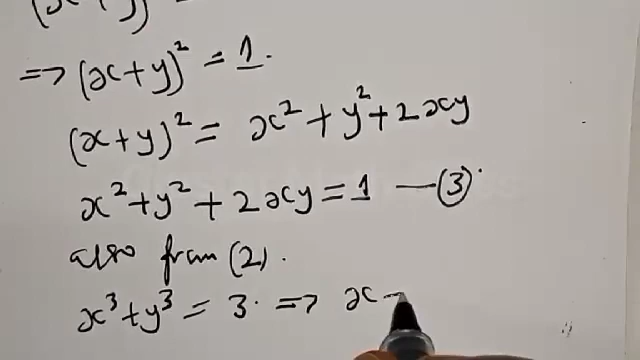 ⇒ (x+y)² = 1.
(x+y)² = x² + y² + 2xy
x² + y² + 2xy = 1 — (3).
also from (2).
x³ + y³ = 3. ⇒ x